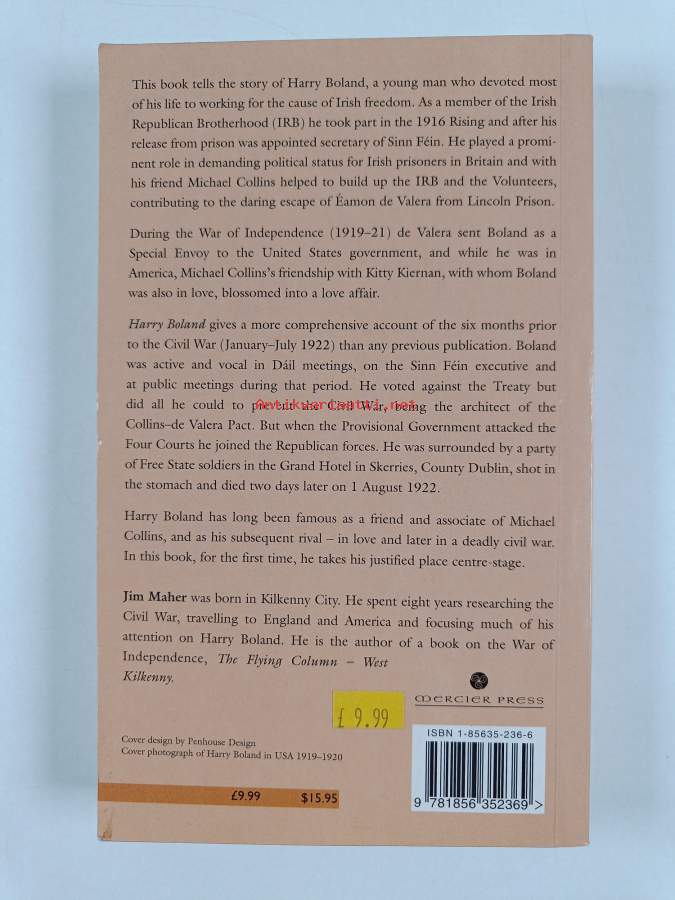 This book tells the story of Harry Boland, a young man who devoted most
of his life to working for the cause of Irish freedom. As a member of the Irish
Republican Brotherhood (IRB) he took part in the 1916 Rising and after his
release from prison was appointed secretary of Sinn Féin. He played a promi-
nent role in demanding political status for Irish prisoners in Britain and with
his friend Michael Collins helped to build up the IRB and the Volunteers,
contributing to the daring escape of Éamon de Valera from Lincoln Prison.
During the War of Independence (1919–21) de Valera sent Boland as a
Special Envoy to the United States government, and while he was in
America, Michael Collins's friendship with Kitty Kiernan, with whom Boland
was also in love, blossomed into a love affair.
Harry Boland gives a more comprehensive account of the six months prior
to the Civil War (January–July 1922) than any previous publication. Boland
was active and vocal in Dáil meetings, on the Sinn Féin executive and
at public meetings during that period. He voted against the Treaty but
did all he could to prevent the Civil War, being the architect of the
Antikvariaatti.net
Collins–de Valera Pact. But when the Provisional Government attacked the
Four Courts he joined the Republican forces. He was surrounded by a party
of Free State soldiers in the Grand Hotel in Skerries, County Dublin, shot in
the stomach and died two days later on 1 August 1922.
Harry Boland has long been famous as a friend and associate of Michael
Collins, and as his subsequent rival – in love and later in a deadly civil war.
In this book, for the first time, he takes his justified place centre-stage.
Jim Maher was born in Kilkenny City. He spent eight years researching the
Civil War, travelling to England and America and focusing much of his
attention on Harry Boland. He is the author of a book on the War of
Independence, The Flying Column – West
Kilkenny.
MERCIER PRESS
£ 9.99
ISBN 1-85635-236-6
Cover design by Penhouse Design
Cover photograph of Harry Boland in USA 1919–1920
£9.99 $15.95
9 781856 352369 >